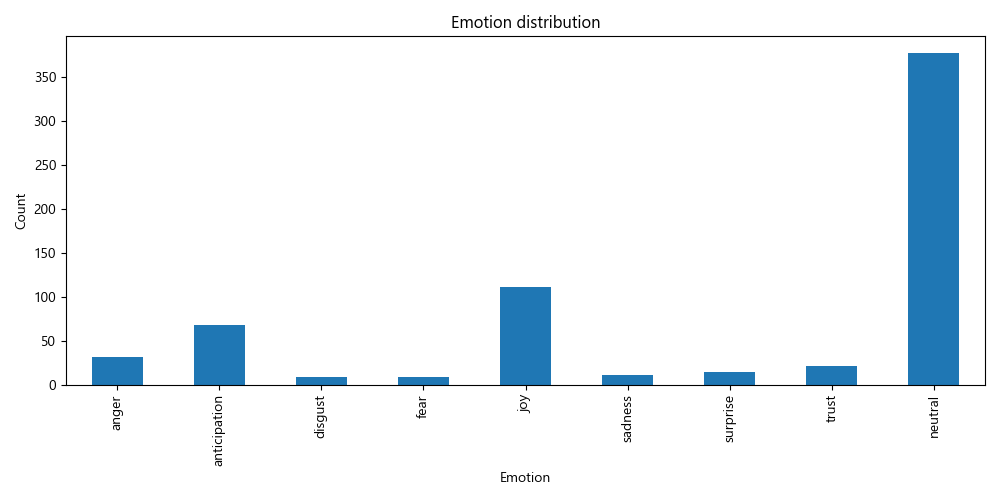 Emotion distribution
350
300
250
200
150
100
50
0
Count
anger
anticipation
disgust
fear
joy
sadness
surprise
trust
neutral
Emotion